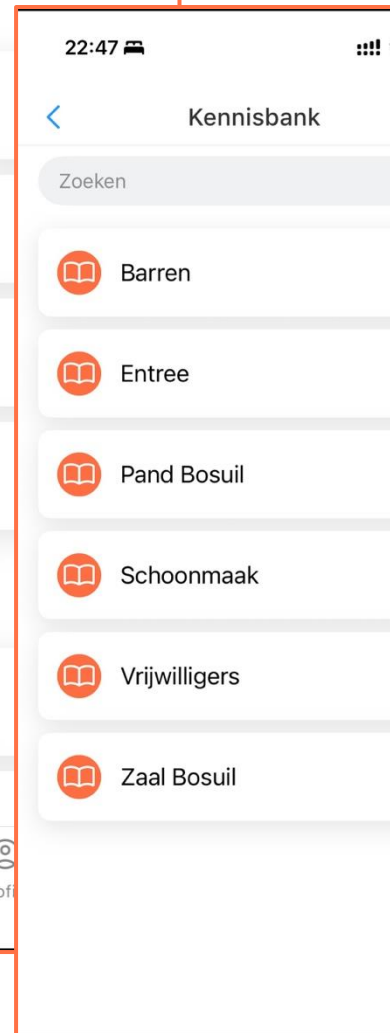 22:47
Kennisbank
Zoeken
Barren
Entree
Pand Bosuil
Schoonmaak
Vrijwilligers
Zaal Bosuil